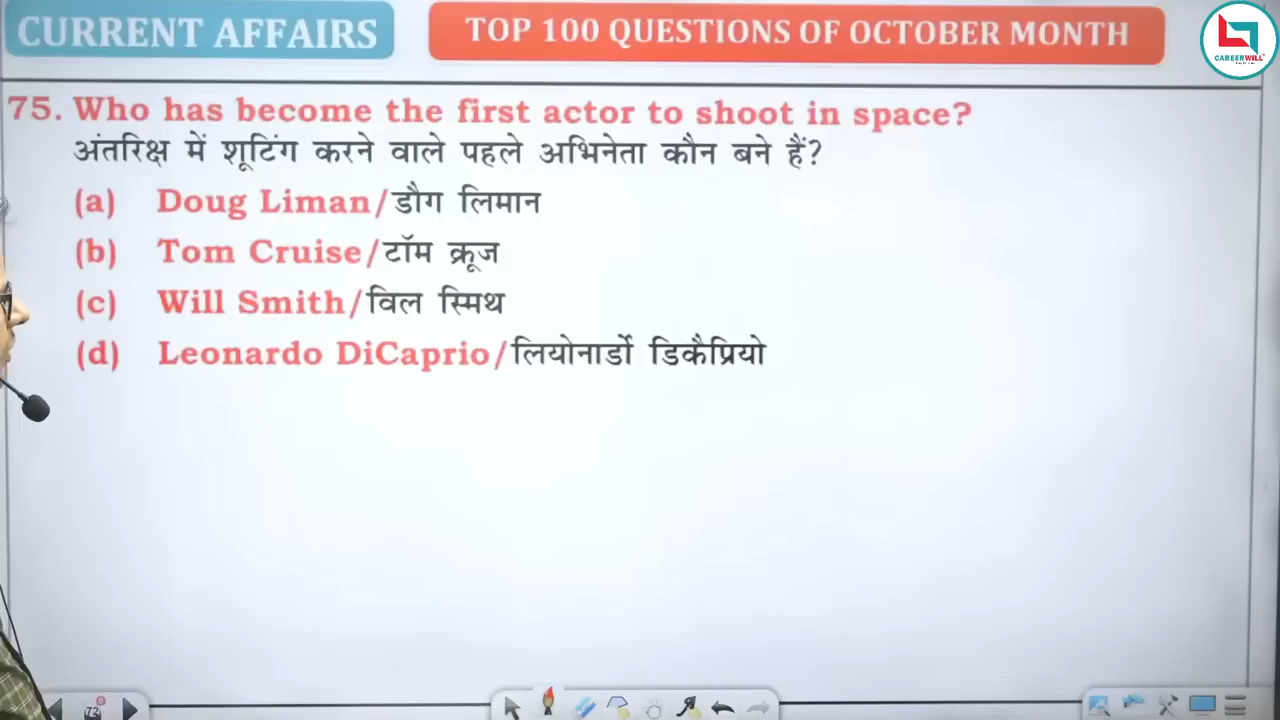 CURRENT AFFAIRS
TOP 100 QUESTIONS OF OCTOBER MONTH
CAREERWILL
75. Who has become the first actor to shoot in space?
अंतरिक्ष में शूटिंग करने वाले पहले अभिनेता कौन बने हैं?
(a) Doug Liman/डौग लिमान
(b) Tom Cruise/टॉम क्रूज
(c) Will Smith/विल स्मिथ
(d) Leonardo DiCaprio/लियोनार्डो डिकैप्रियो
72